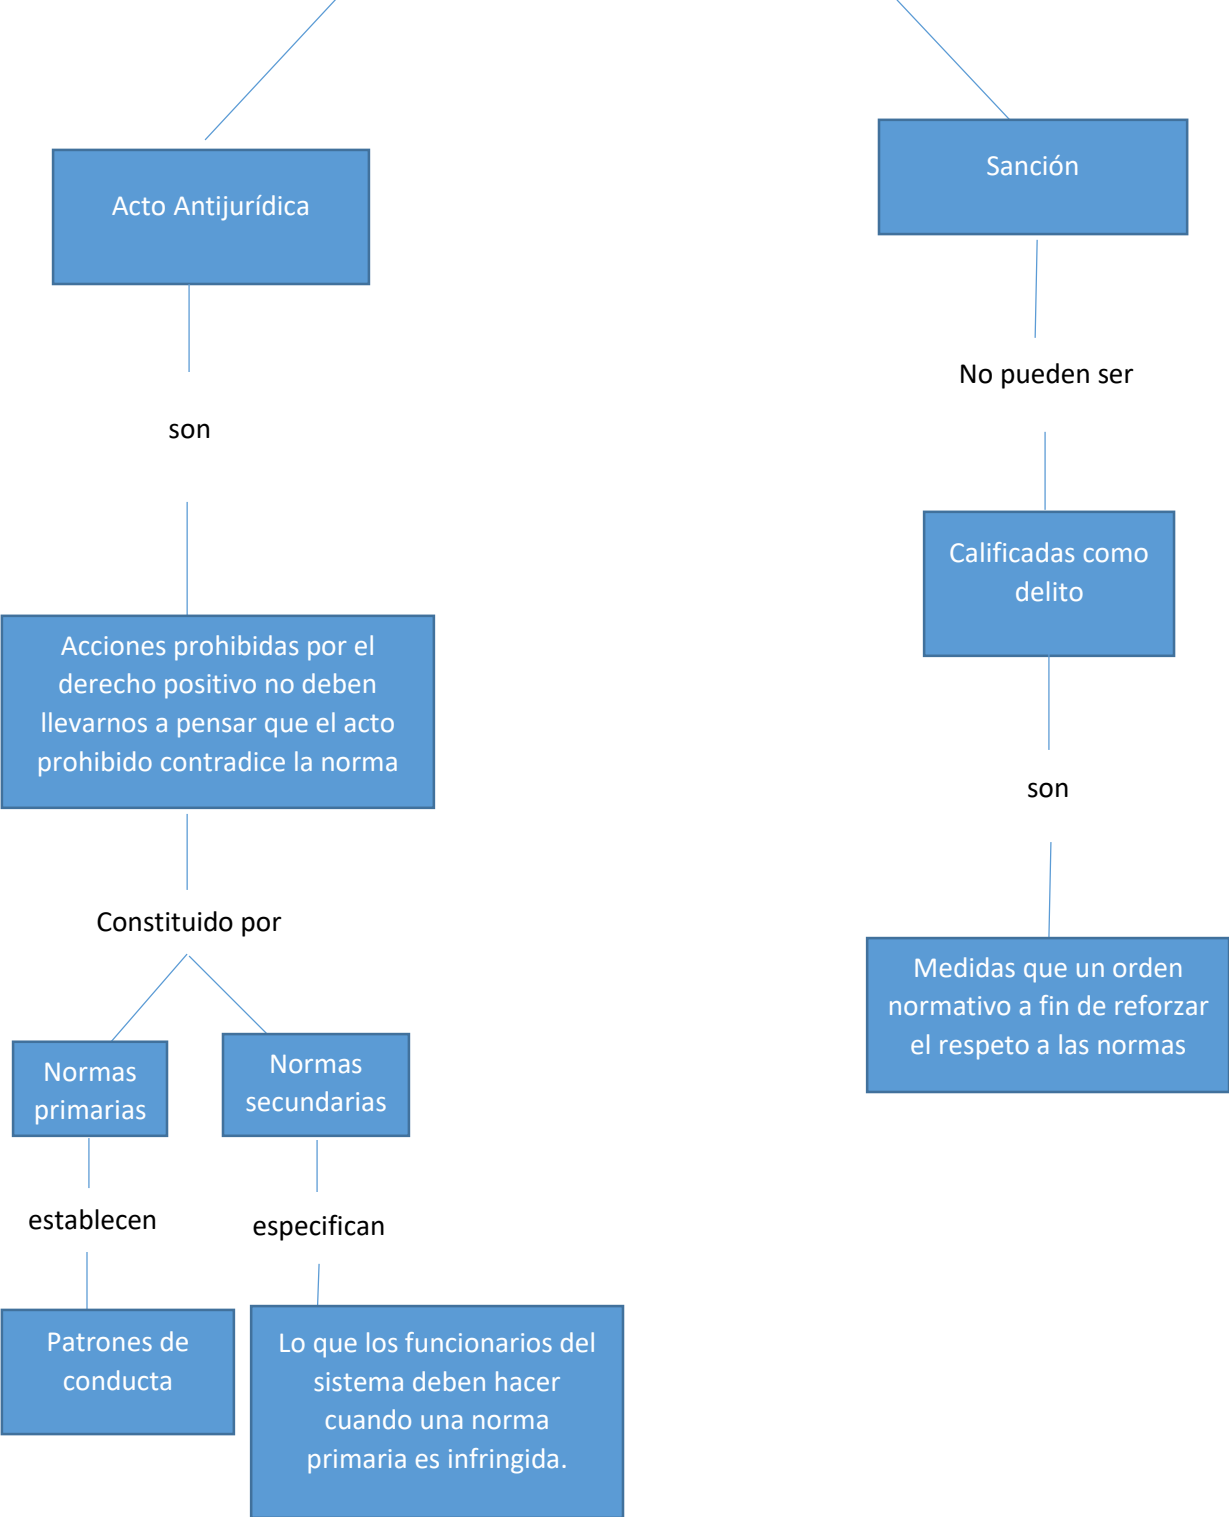 Acto Antijurídica
son
Acciones prohibidas por el
derecho positivo no deben
llevarnos a pensar que el acto
prohibido contradice la norma
Constituido por
Normas
primarias
establecen
Patrones de
conducta
Normas
secundarias
especifican
Lo que los funcionarios del
sistema deben hacer
cuando una norma
primaria es infringida.
Sanción
No pueden ser
Calificadas como
delito
son
Medidas que un orden
normativo a fin de reforzar
el respeto a las normas